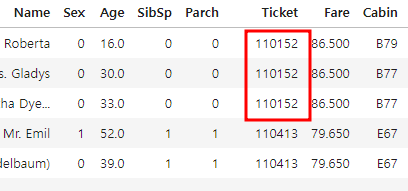 Name Sex Age SibSp Parch Ticket Fare Cabin
Roberta 0 16.0 0 0 110152 86.500 B79
s. Gladys 0 30.0 0 0 110152 86.500 B77
ha Dye... 0 33.0 0 0 110152 86.500 B77
Mr. Emil 1 52.0 1 1 110413 79.650 E67
delbaum) 0 39.0 1 1 110413 79.650 E67